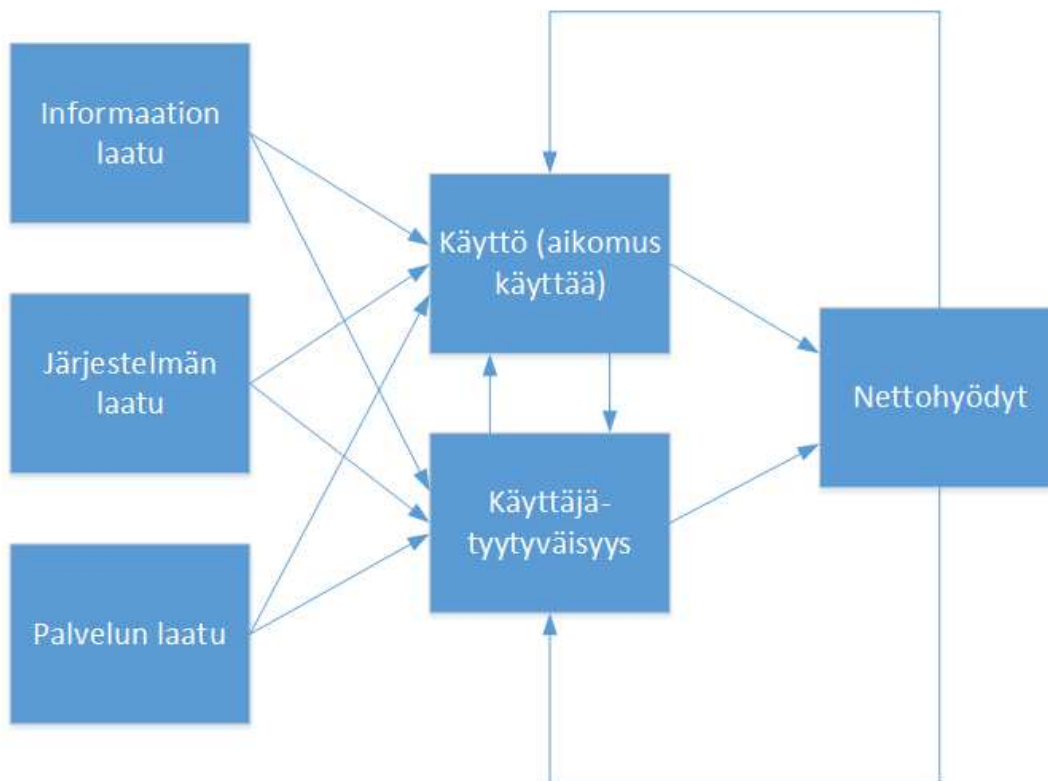 Informaation
laatu
Järjestelmän
laatu
Palvelun laatu
Käyttö (aikomus
käyttää)
Käyttäjä-
tyytyväisyys
Nettohyödyt